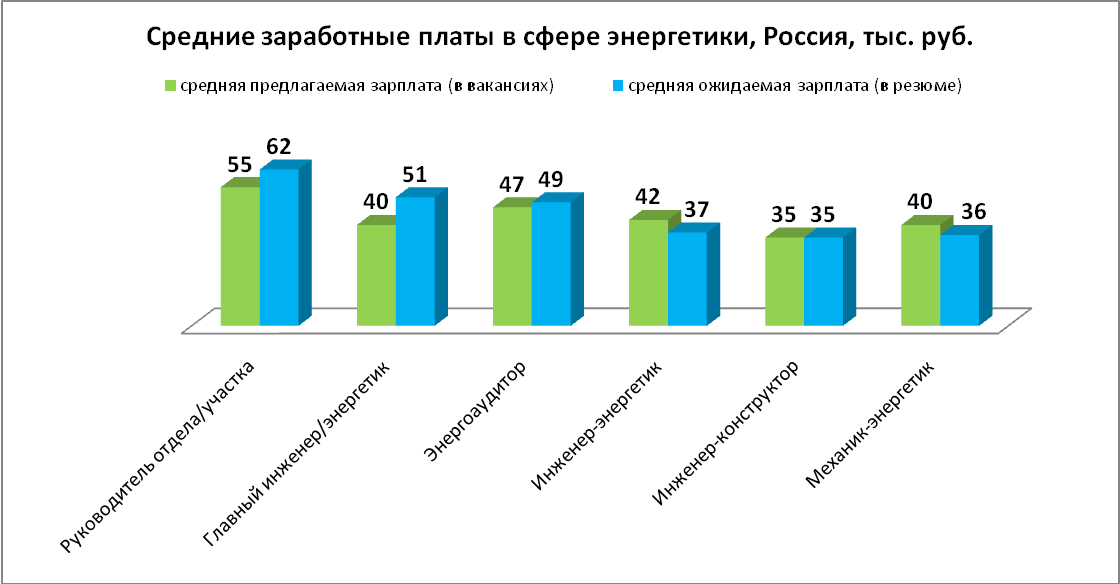 Средние заработные платы в сфере энергетики, Россия, тыс. руб.
средняя предлагаемая зарплата (в вакансиях) средняя ожидаемая зарплата (в резюме)
55 62 40 51 47 49 42 37 35 35 40 36
Руководитель отдела/участка
Главный инженер/энергетик
Энергоаудитор
Инженер-энергетик
Инженер-конструктор
Механик-энергетик